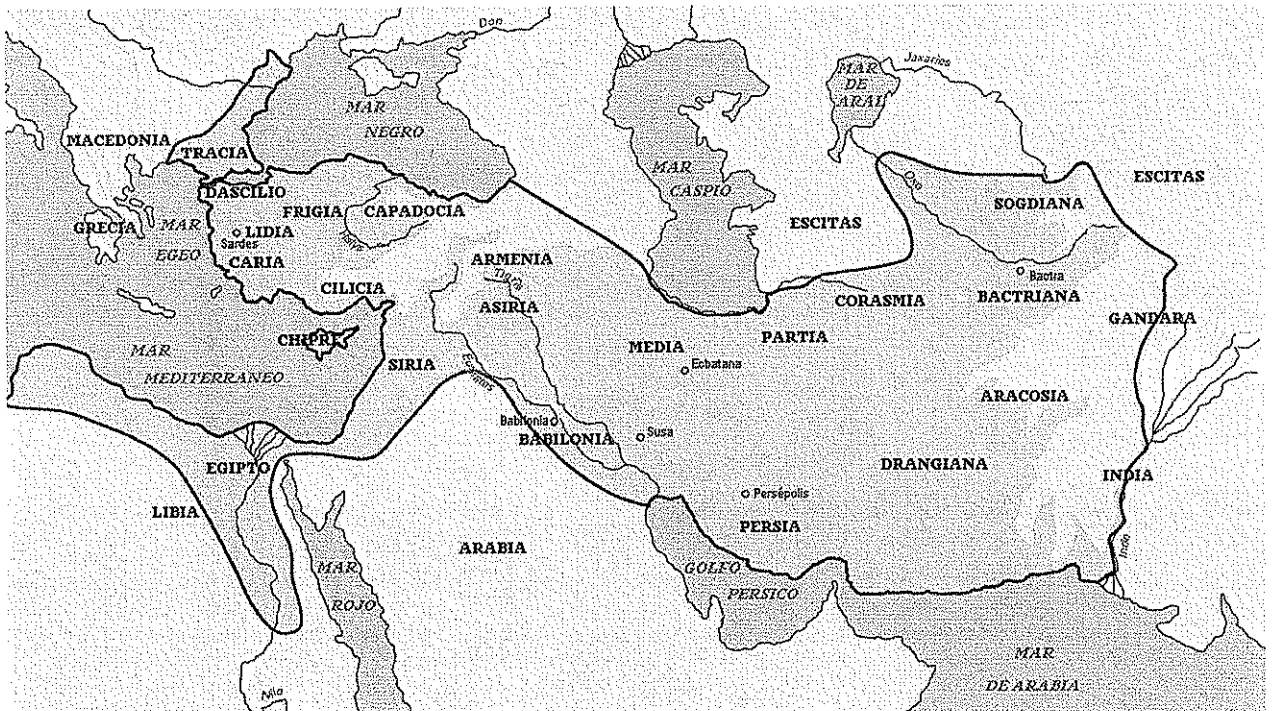 Don
MAR
DE
ARAL
Jaxartes
MAR
NEGRO
MACEDONIA
TRACIA
MAR
CASPIO
ESCITAS
DASCILIO
Oxo
SOGDIANA
FRIGIA
CAPADOCIA
GRECIA
MAR
EGEO
LIDIA
Sardes
ESCITAS
CARIA
ARMENIA
Tigris
Bactra
CILICIA
CORASMIA
BACTRIANA
ASIRIA
GANDARA
CHIPRE
PARTIA
MAR
MEDITERRANEO
SIRIA
MEDIA
Ecbatana
ARACOSIA
Babilonia
BABILONIA
Susa
EGIPTO
DRANGIANA
INDIA
Persépolis
LIBIA
PERSIA
ARABIA
Indo
MAR
ROJO
GOLFO
PERSICO
MAR
DE ARABIA
Nilo